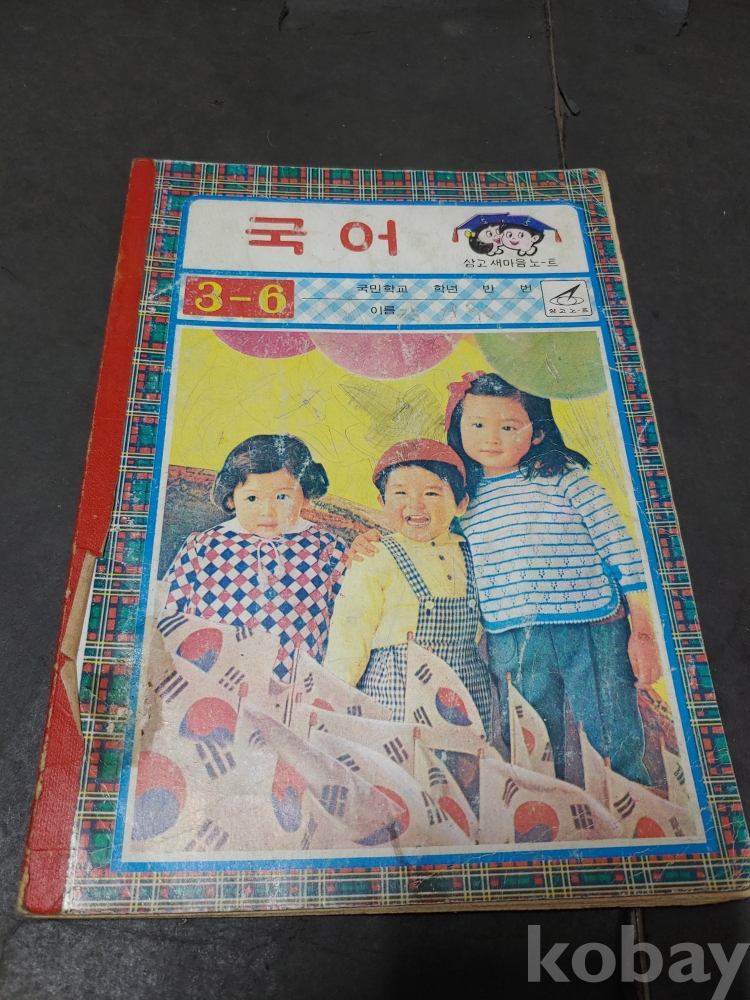 국어
삼고 새마음 노-트
3-6
국민학교 학년 반 번
이름
삼고노-트
kobay